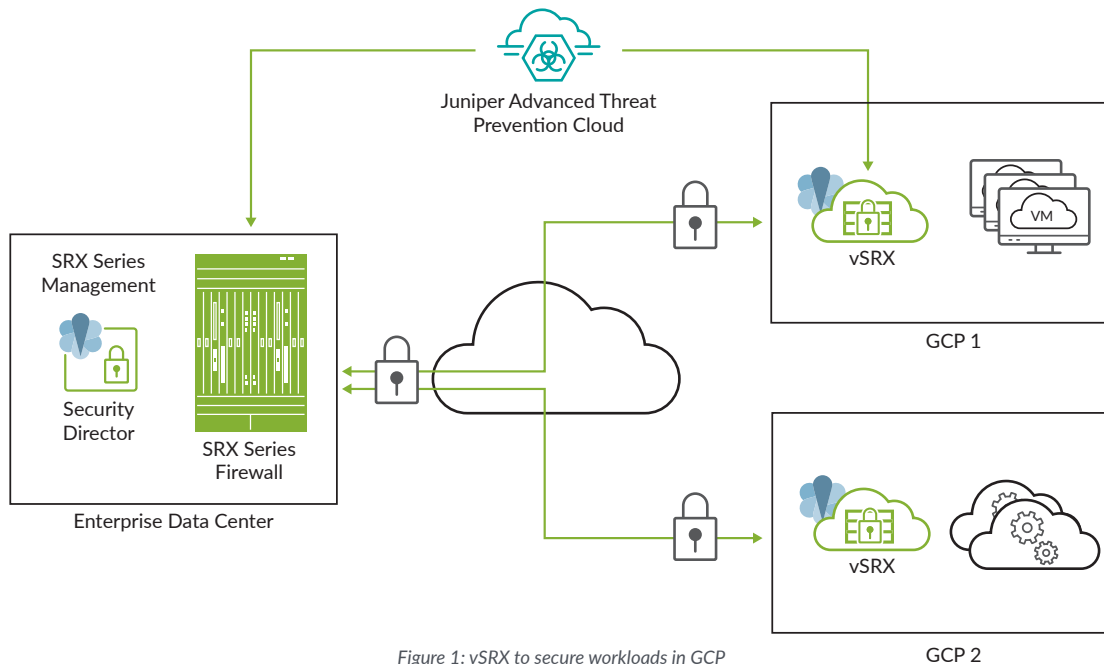 Juniper Advanced Threat
Prevention Cloud
SRX Series
Management
Security
Director
SRX Series
Firewall
Enterprise Data Center
vSRX
VM
GCP 1
vSRX
GCP 2
Figure 1: vSRX to secure workloads in GCP